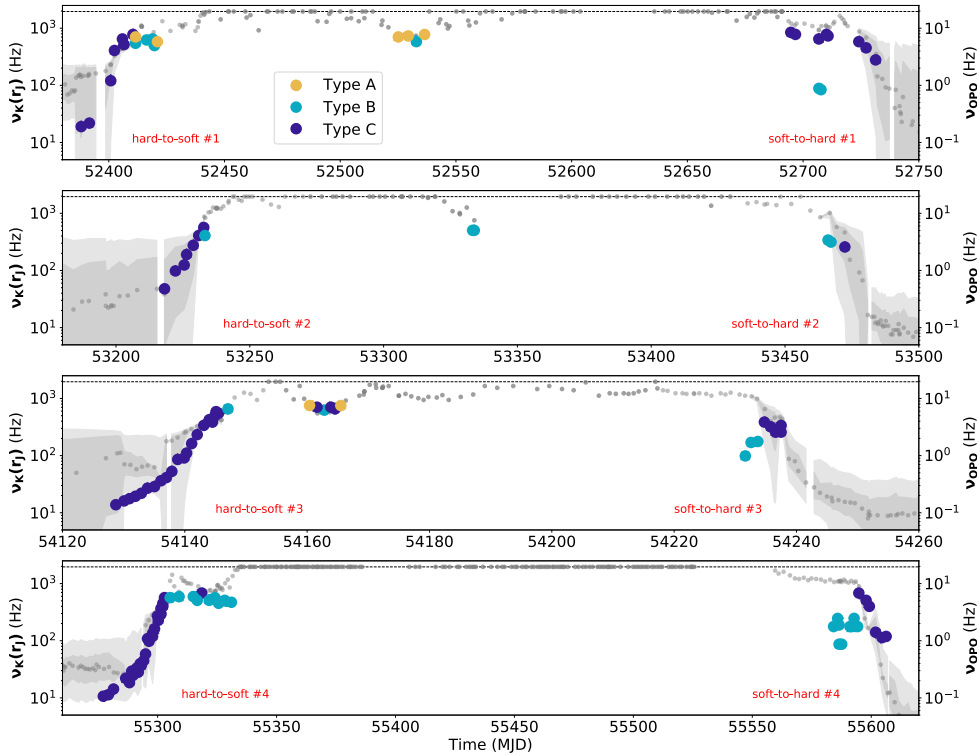 10³
10²
10¹
ν_K(r_J) (Hz)
Type A
Type B
Type C
hard-to-soft #1
soft-to-hard #1
10¹
10⁰
10⁻¹
ν_QPO (Hz)
52400 52450 52500 52550 52600 52650 52700 52750
10³
10²
10¹
ν_K(r_J) (Hz)
hard-to-soft #2
soft-to-hard #2
10¹
10⁰
10⁻¹
ν_QPO (Hz)
53200 53250 53300 53350 53400 53450 53500
10³
10²
10¹
ν_K(r_J) (Hz)
hard-to-soft #3
soft-to-hard #3
10¹
10⁰
10⁻¹
ν_QPO (Hz)
54120 54140 54160 54180 54200 54220 54240 54260
10³
10²
10¹
ν_K(r_J) (Hz)
hard-to-soft #4
soft-to-hard #4
10¹
10⁰
10⁻¹
ν_QPO (Hz)
55300 55350 55400 55450 55500 55550 55600
Time (MJD)